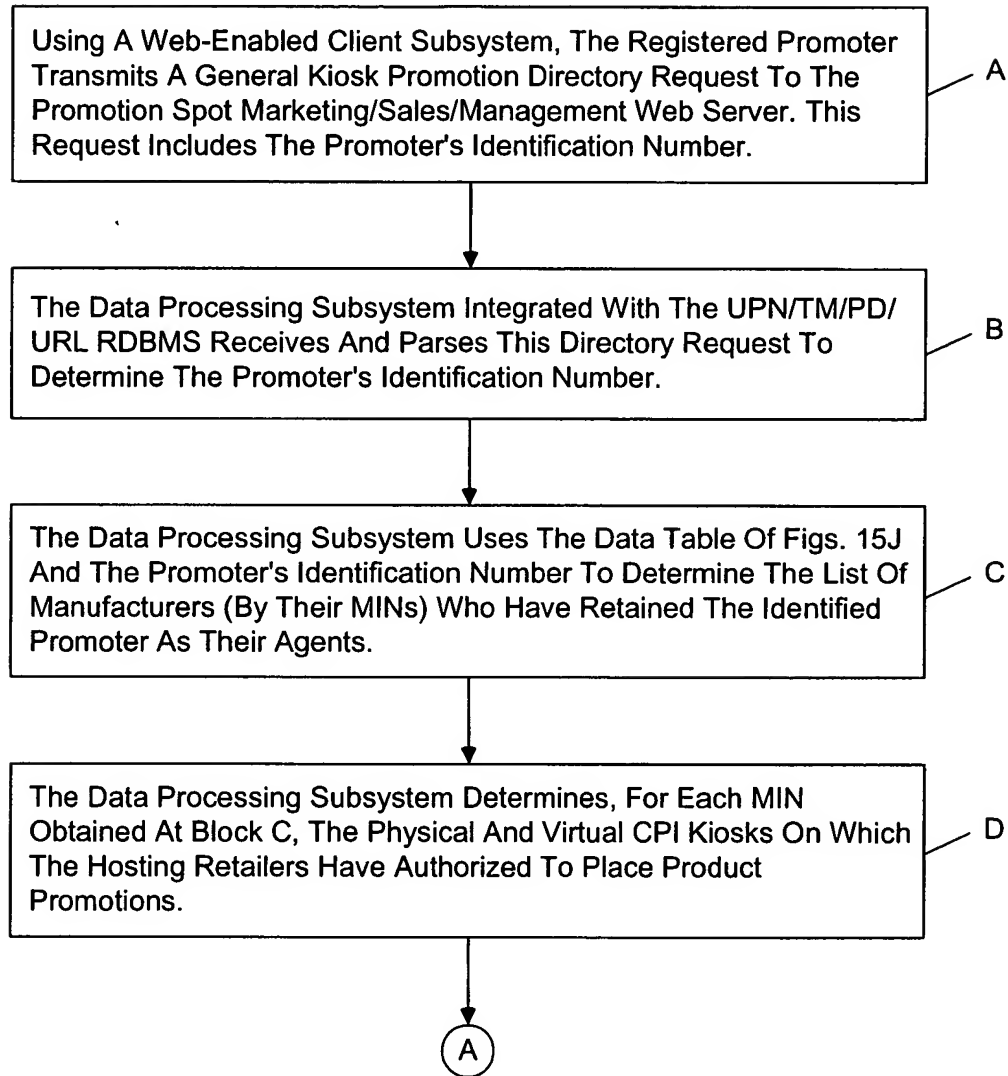 Using A Web-Enabled Client Subsystem, The Registered Promoter
Transmits A General Kiosk Promotion Directory Request To The
Promotion Spot Marketing/Sales/Management Web Server. This
Request Includes The Promoter's Identification Number.
A
The Data Processing Subsystem Integrated With The UPN/TM/PD/
URL RDBMS Receives And Parses This Directory Request To
Determine The Promoter's Identification Number.
B
The Data Processing Subsystem Uses The Data Table Of Figs. 15J
And The Promoter's Identification Number To Determine The List Of
Manufacturers (By Their MINs) Who Have Retained The Identified
Promoter As Their Agents.
C
The Data Processing Subsystem Determines, For Each MIN
Obtained At Block C, The Physical And Virtual CPI Kiosks On Which
The Hosting Retailers Have Authorized To Place Product
Promotions.
D
A